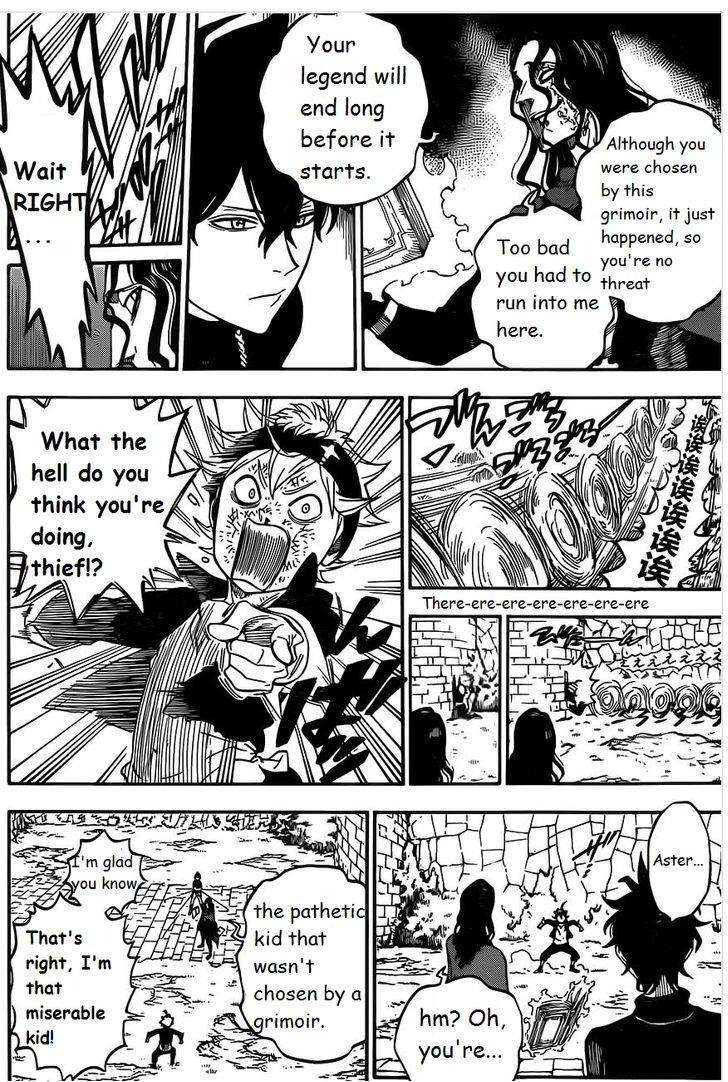 Although you
were chosen
by this
grimoir, it just
happened, so
you're no
threat
Too bad
you had to
run into me
here.
Your
legend will
end long
before it
starts.
Wait
RIGHT
...
诶诶诶诶诶诶诶
There-ere-ere-ere-ere-ere-ere-ere
What the
hell do you
think you're
doing,
thief!?
Aster...
hm? Oh,
you're...
the pathetic
kid that
wasn't
chosen by a
grimoir.
I'm glad
you know
That's
right, I'm
that
miserable
kid!